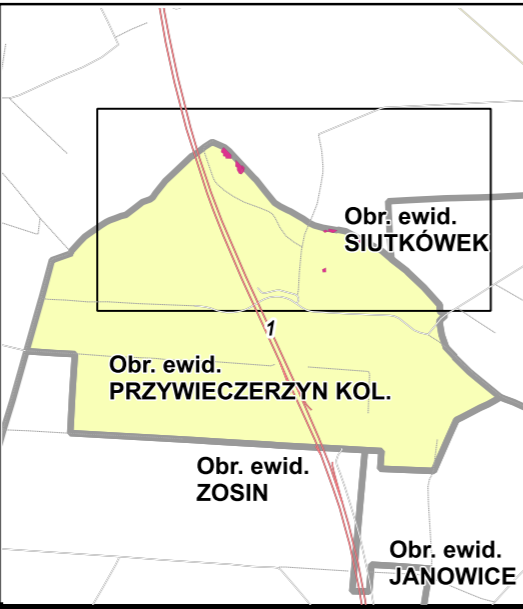 Obr. ewid.
SIUTKÓWEK
1
Obr. ewid.
PRZYWIECZERZYN KOL.
Obr. ewid.
ZOSIN
Obr. ewid.
JANOWICE